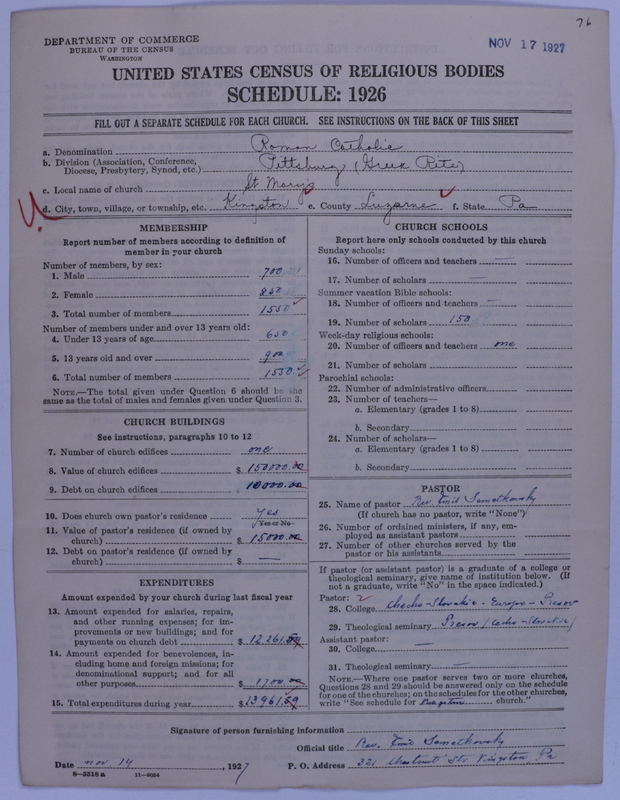 76
DEPARTMENT OF COMMERCE
BUREAU OF THE CENSUS
WASHINGTON
NOV 17 1927
UNITED STATES CENSUS OF RELIGIOUS BODIES
SCHEDULE: 1926
FILL OUT A SEPARATE SCHEDULE FOR EACH CHURCH. SEE INSTRUCTIONS ON THE BACK OF THIS SHEET
a. Denomination Roman Catholic
b. Division (Association, Conference, Diocese, Presbytery, Synod, etc.) Pittsburg (Greek Rite)
c. Local name of church St Mary's
d. City, town, village, or township, etc. Kingston e. County Luzerne f. State Pa
MEMBERSHIP
Report number of members according to definition of
member in your church
Number of members, by sex:
1. Male 700
2. Female 850
3. Total number of members 1550
Number of members under and over 13 years old:
4. Under 13 years of age 650
5. 13 years old and over 900
6. Total number of members 1550
NOTE.—The total given under Question 6 should be the
same as the total of males and females given under Question 3.
CHURCH BUILDINGS
See instructions, paragraphs 10 to 12
7. Number of church edifices one
8. Value of church edifices $ 150000.00
9. Debt on church edifices 10000.00
10. Does church own pastor's residence yes
(Yes or No)
11. Value of pastor's residence (if owned by
church) $ 15000.00
12. Debt on pastor's residence (if owned by
church) $ —
EXPENDITURES
Amount expended by your church during last fiscal year
13. Amount expended for salaries, repairs,
and other running expenses; for im-
provements or new buildings; and for
payments on church debt $ 12261.59
14. Amount expended for benevolences, in-
cluding home and foreign missions; for
denominational support; and for all
other purposes $ 1700.00
15. Total expenditures during year $ 13961.59
CHURCH SCHOOLS
Report here only schools conducted by this church
Sunday schools:
16. Number of officers and teachers —
17. Number of scholars —
Summer vacation Bible schools:
18. Number of officers and teachers —
19. Number of scholars 150
Week-day religious schools:
20. Number of officers and teachers one
21. Number of scholars
Parochial schools:
22. Number of administrative officers
23. Number of teachers—
a. Elementary (grades 1 to 8)
b. Secondary
24. Number of scholars—
a. Elementary (grades 1 to 8)
b. Secondary
PASTOR
25. Name of pastor Rev Emil
(If church has no pastor, write "None")
26. Number of ordained ministers, if any, em-
ployed as assistant pastors
27. Number of other churches served by the
pastor or his assistants
If pastor (or assistant pastor) is a graduate of a college or
theological seminary, give name of institution below. (If
not a graduate, write "No" in the space indicated.)
Pastor:
28. College Checho-Slovakia - Europe - Presov
29. Theological seminary Presov (Checho-Slovakia)
Assistant pastor:
30. College —
31. Theological seminary —
NOTE.—Where one pastor serves two or more churches,
Questions 28 and 29 should be answered only on the schedule
for one of the churches; on the schedules for the other churches,
write "See schedule for Kingston church."
Signature of person furnishing information
Official title Rev. Emil
Date Nov 14, 1927 P. O. Address 321 Chestnut Str. Kingston, Pa
8—5318 a 11—9034